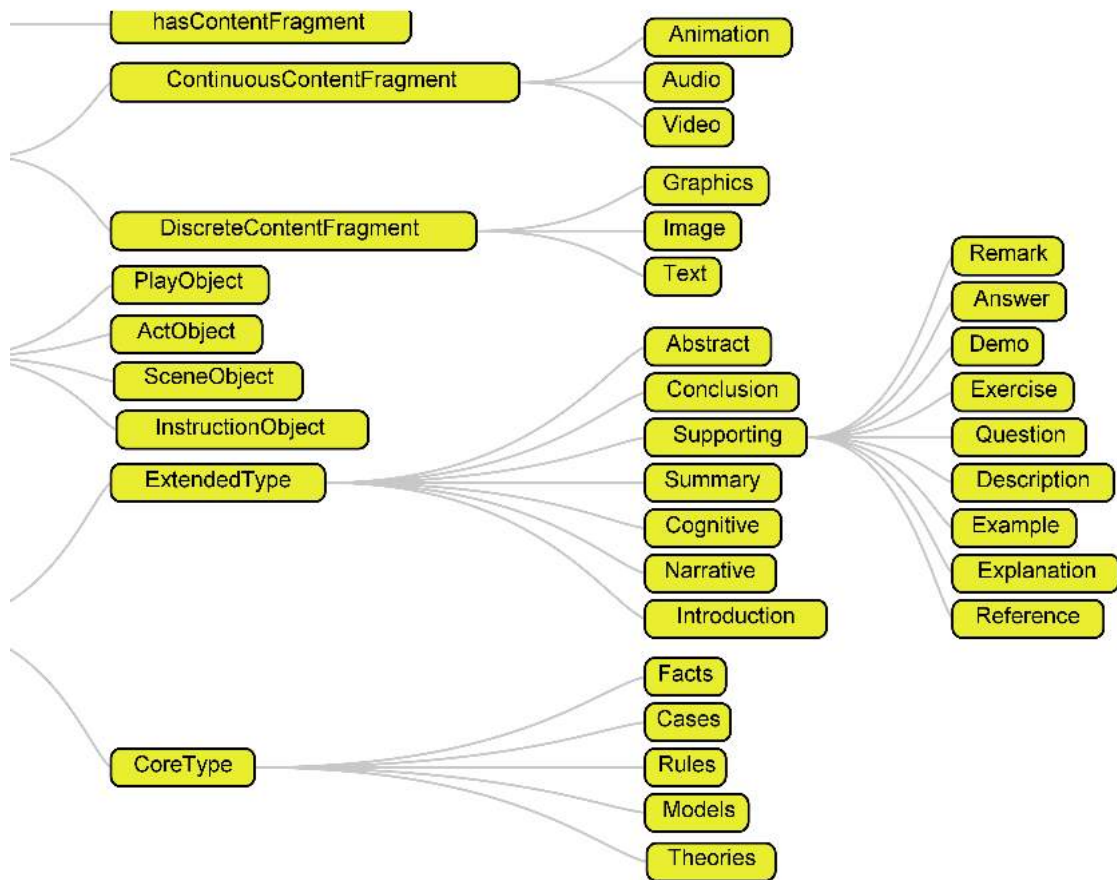 hasContentFragment
ContinuousContentFragment
Animation
Audio
Video
DiscreteContentFragment
Graphics
Image
Text
PlayObject
ActObject
SceneObject
InstructionObject
ExtendedType
Abstract
Conclusion
Supporting
Summary
Cognitive
Narrative
Introduction
Remark
Answer
Demo
Exercise
Question
Description
Example
Explanation
Reference
CoreType
Facts
Cases
Rules
Models
Theories